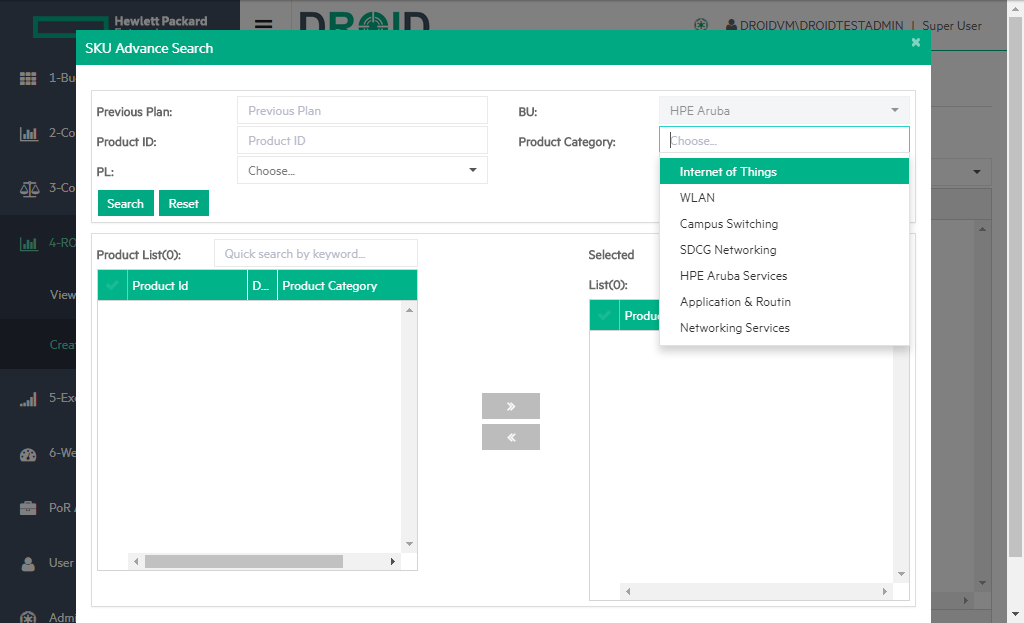 Hewlett Packard
DROID
DROIDVM\DROIDTESTADMIN | Super User
SKU Advance Search
×
1-Bu
2-Co
3-Co
4-RO
View
Creat
5-Exe
6-We
PoR A
User
Admi
Previous Plan:
Previous Plan
BU:
HPE Aruba
Product ID:
Product ID
Product Category:
Choose...
PL:
Choose...
Search
Reset
Internet of Things
WLAN
Campus Switching
SDCG Networking
HPE Aruba Services
Application & Routin
Networking Services
Product List(0):
Quick search by keyword...
Product Id
D...
Product Category
Selected
List(0):
Produc
»
«